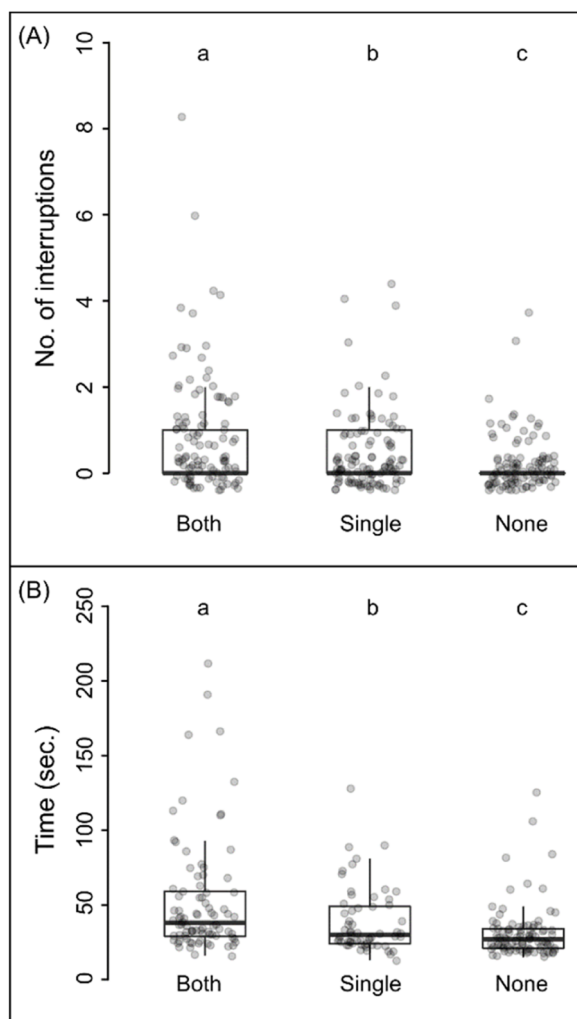 (A)
10
8
6
4
2
0
No. of interruptions
a b c
Both Single None
(B)
250
200
150
100
50
0
Time (sec.)
a b c
Both Single None